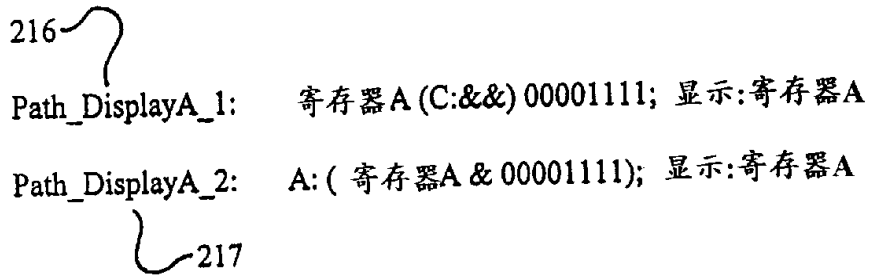 216
Path_DisplayA_1: 寄存器A (C:&&) 00001111; 显示:寄存器A
Path_DisplayA_2: A: ( 寄存器A & 00001111); 显示:寄存器A
217